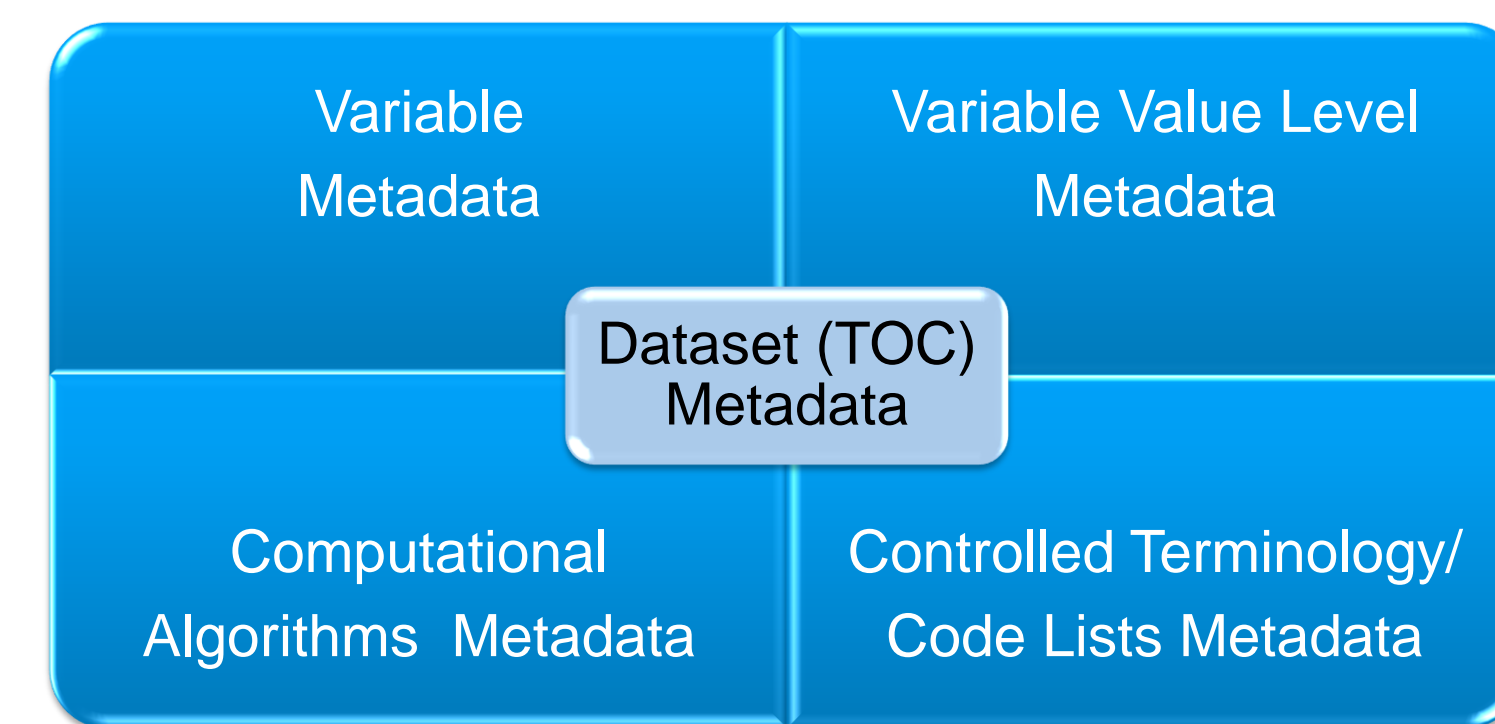 Variable
Metadata
Variable Value Level
Metadata
Dataset (TOC)
Metadata
Computational
Algorithms  Metadata
Controlled Terminology/
Code Lists Metadata